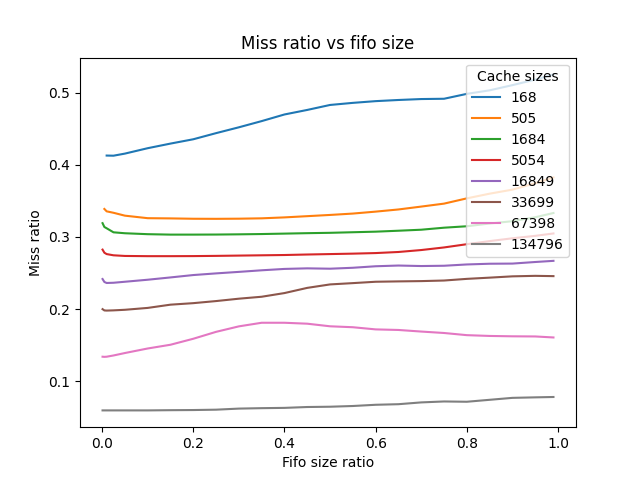 Miss ratio vs fifo size
Cache sizes
168
505
1684
5054
16849
33699
67398
134796
Miss ratio
0.5
0.4
0.3
0.2
0.1
0.0 0.2 0.4 0.6 0.8 1.0
Fifo size ratio